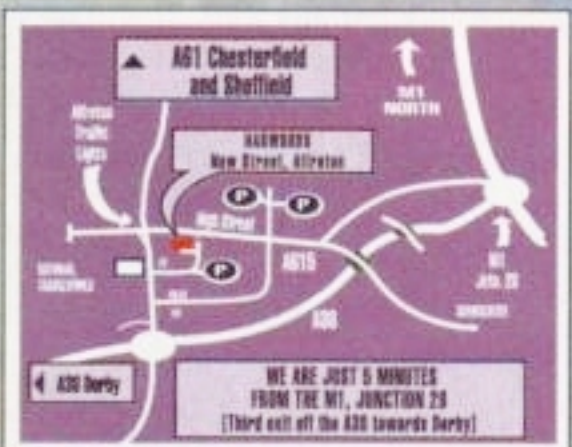 A61 Chesterfield
and Sheffield
M1
NORTH
Alfreton
Traffic
Lights
New Street, Alfreton
P
P
High Street
P
A615
M1
Jctn. 28
A38
A38 Derby
WE ARE JUST 5 MINUTES
FROM THE M1, JUNCTION 28
(Third exit off the A38 towards Derby)